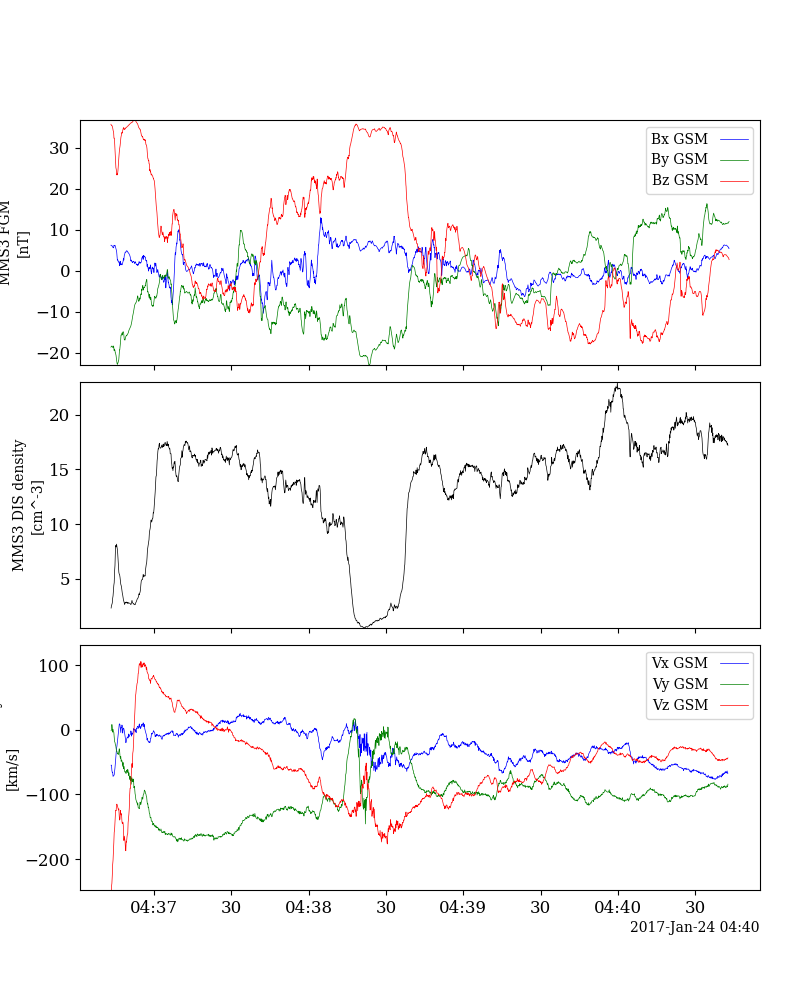 MMS3 FGM
[nT]
30
20
10
0
−10
−20
Bx GSM
By GSM
Bz GSM
MMS3 DIS density
[cm^-3]
20
15
10
5
[km/s]
100
0
−100
−200
Vx GSM
Vy GSM
Vz GSM
04:37 30 04:38 30 04:39 30 04:40 30
2017-Jan-24 04:40